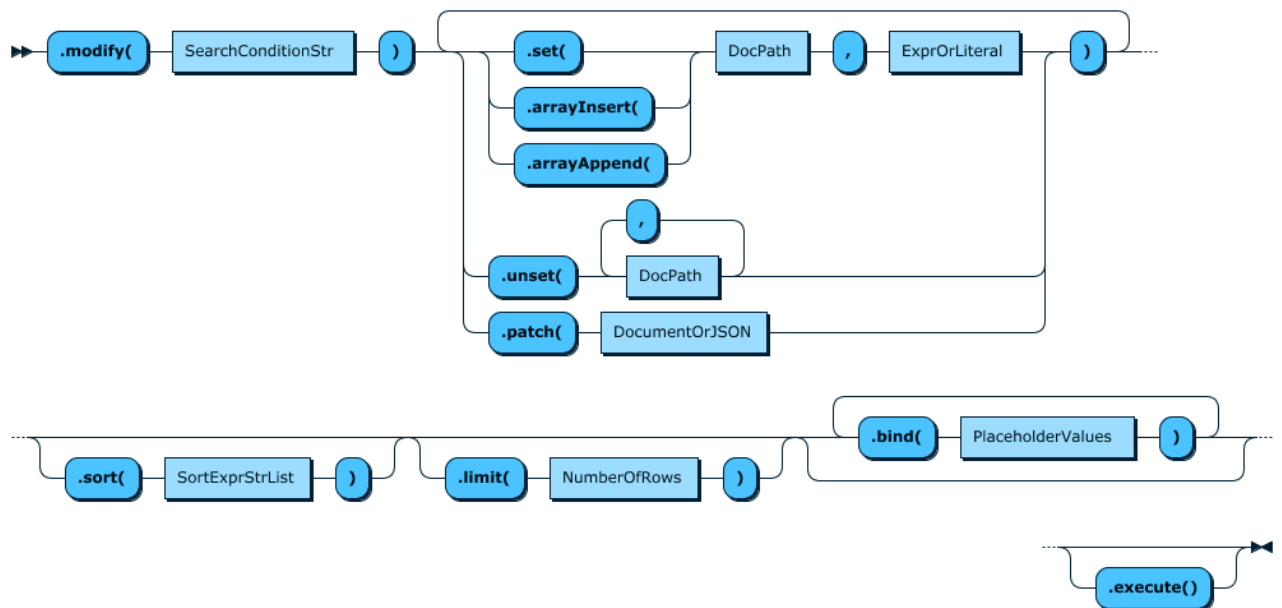 .modify( SearchConditionStr ) .set( DocPath , ExprOrLiteral )
.arrayInsert(
.arrayAppend(
,
.unset( DocPath
.patch( DocumentOrJSON
.bind( PlaceholderValues )
.sort( SortExprStrList ) .limit( NumberOfRows )
.execute()